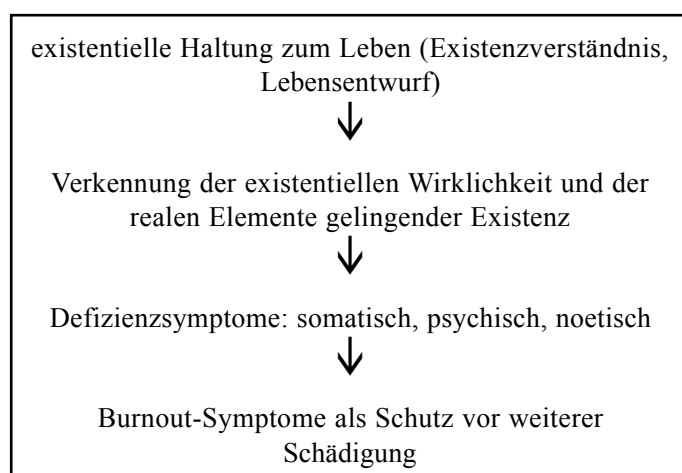 existentielle Haltung zum Leben (Existenzverständnis,
Lebensentwurf)
Verkennung der existentiellen Wirklichkeit und der
realen Elemente gelingender Existenz
Defizienzsymptome: somatisch, psychisch, noetisch
Burnout-Symptome als Schutz vor weiterer
Schädigung